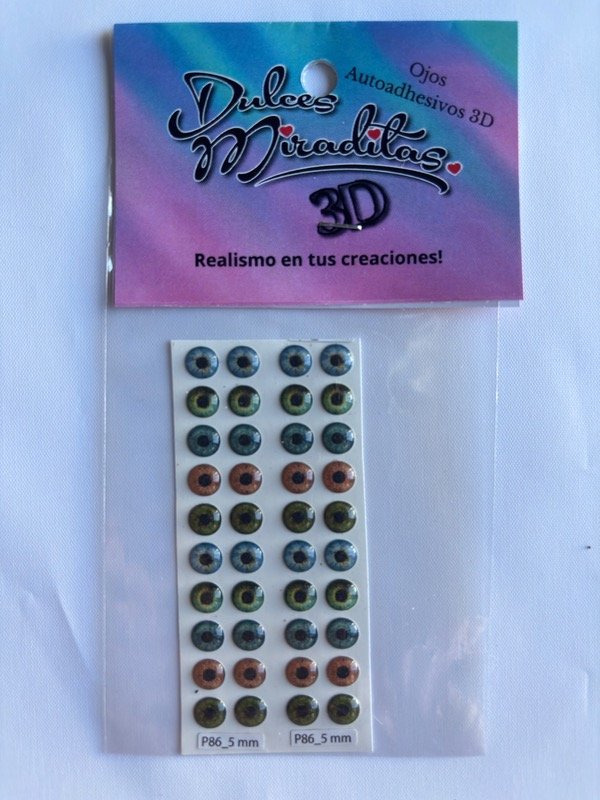 Ojos
Autoadhesivos 3D
Dulces
Miraditas.
3D
Realismo en tus creaciones!
P86_5 mm
P86_5 mm